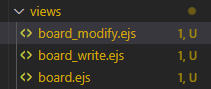 views
board_modify.ejs 1, U
board_write.ejs 1, U
board.ejs 1, U